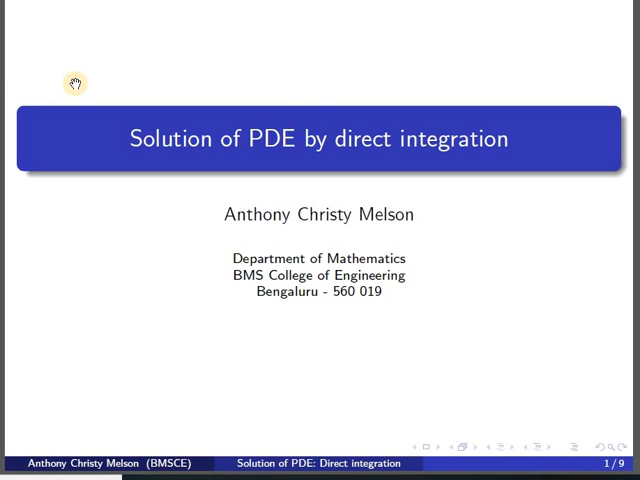 Solution of PDE by direct integration
Anthony Christy Melson
Department of Mathematics
BMS College of Engineering
Bengaluru - 560 019
Anthony Christy Melson (BMSCE) Solution of PDE: Direct integration 1 / 9